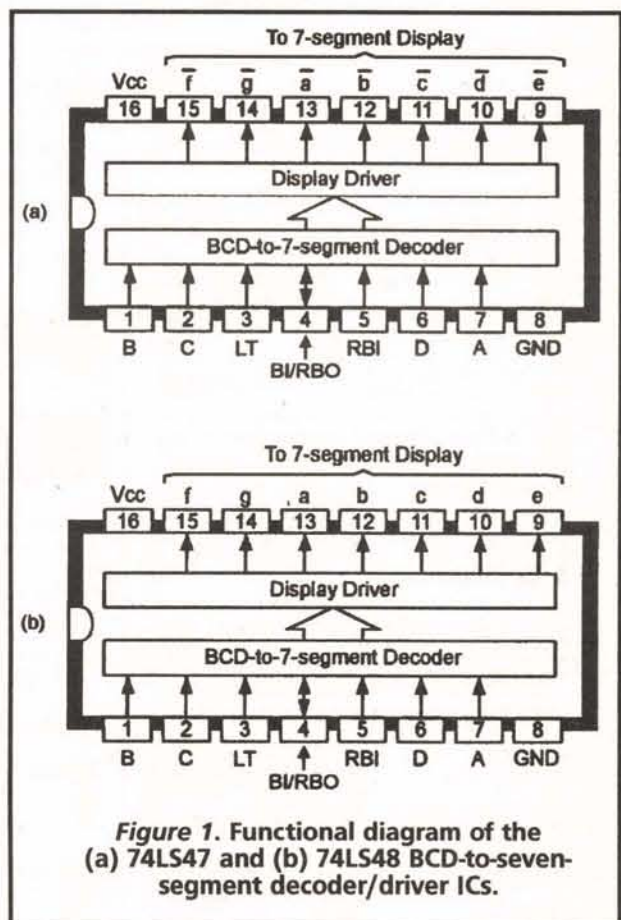 To 7-segment Display
Vcc f̅ g̅ a̅ b̅ c̅ d̅ e̅
16 15 14 13 12 11 10 9
Display Driver
(a)
BCD-to-7-segment Decoder
1 2 3 4 5 6 7 8
B C LT RBI D A GND
BI/RBO
To 7-segment Display
Vcc f g a b c d e
16 15 14 13 12 11 10 9
Display Driver
(b)
BCD-to-7-segment Decoder
1 2 3 4 5 6 7 8
B C LT RBI D A GND
BI/RBO
Figure 1. Functional diagram of the
(a) 74LS47 and (b) 74LS48 BCD-to-seven-
segment decoder/driver ICs.